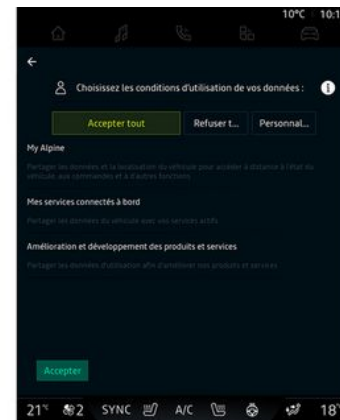 10°C 10:1
Choisissez les conditions d'utilisation de vos données :
Accepter tout
Refuser t...
Personnal...
My Alpine
Partager les données et la localisation du véhicule pour accéder à distance à l'état du
véhicule, aux commandes et à d'autres fonctions
Mes services connectés à bord
Partager les données du véhicule avec vos services actifs
Amélioration et développement des produits et services
Partager les données d'utilisation afin d'améliorer nos produits et services
Accepter
21°C 2 SYNC A/C 18°